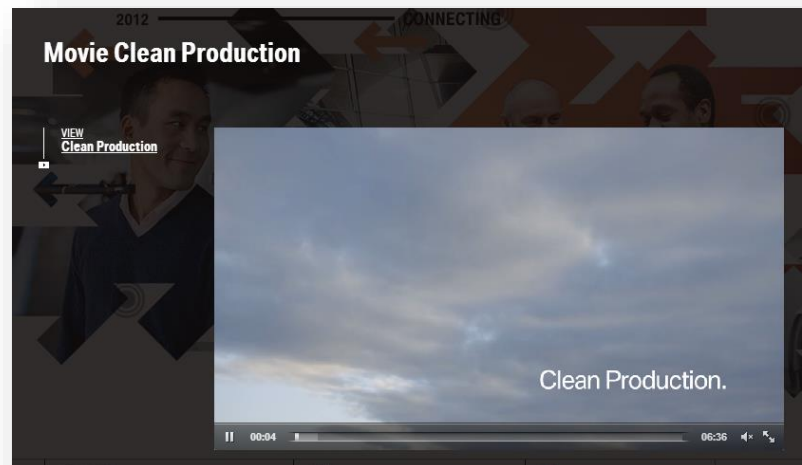 2012 CONNECTING
Movie Clean Production
VIEW
Clean Production
Clean Production.
00:04 06:36